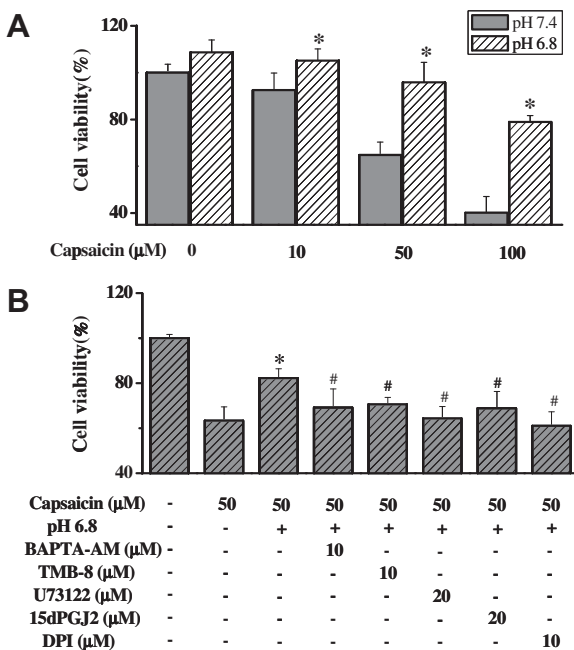 A
pH 7.4
pH 6.8
120
80
40
Cell viability(%)
* * *
Capsaicin (μM) 0 10 50 100
B
120
80
40
Cell viability(%)
* # # # # #
Capsaicin (μM) - 50 50 50 50 50 50 50
pH 6.8 - - + + + + + +
BAPTA-AM (μM) - - - 10 - - - -
TMB-8 (μM) - - - - 10 - - -
U73122 (μM) - - - - - 20 - -
15dPGJ2 (μM) - - - - - - 20 -
DPI (μM) - - - - - - - 10